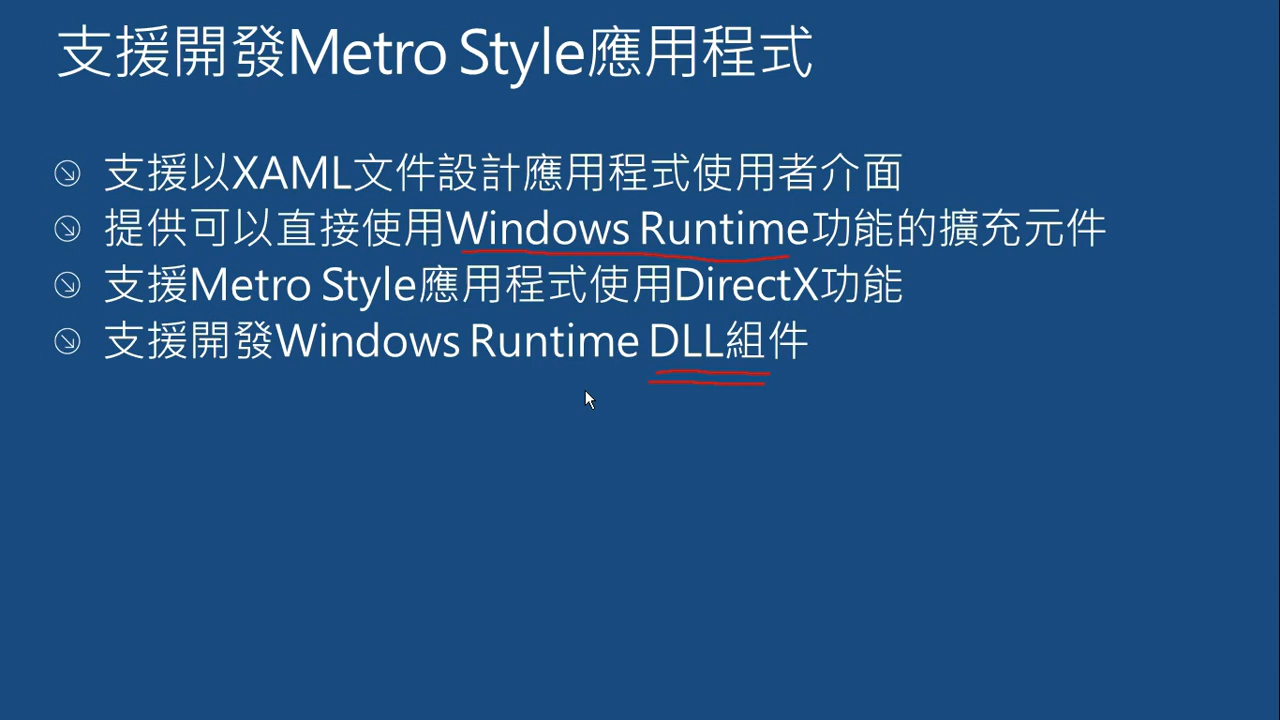 支援開發Metro Style應用程式
支援以XAML文件設計應用程式使用者介面
提供可以直接使用Windows Runtime功能的擴充元件
支援Metro Style應用程式使用DirectX功能
支援開發Windows Runtime DLL組件